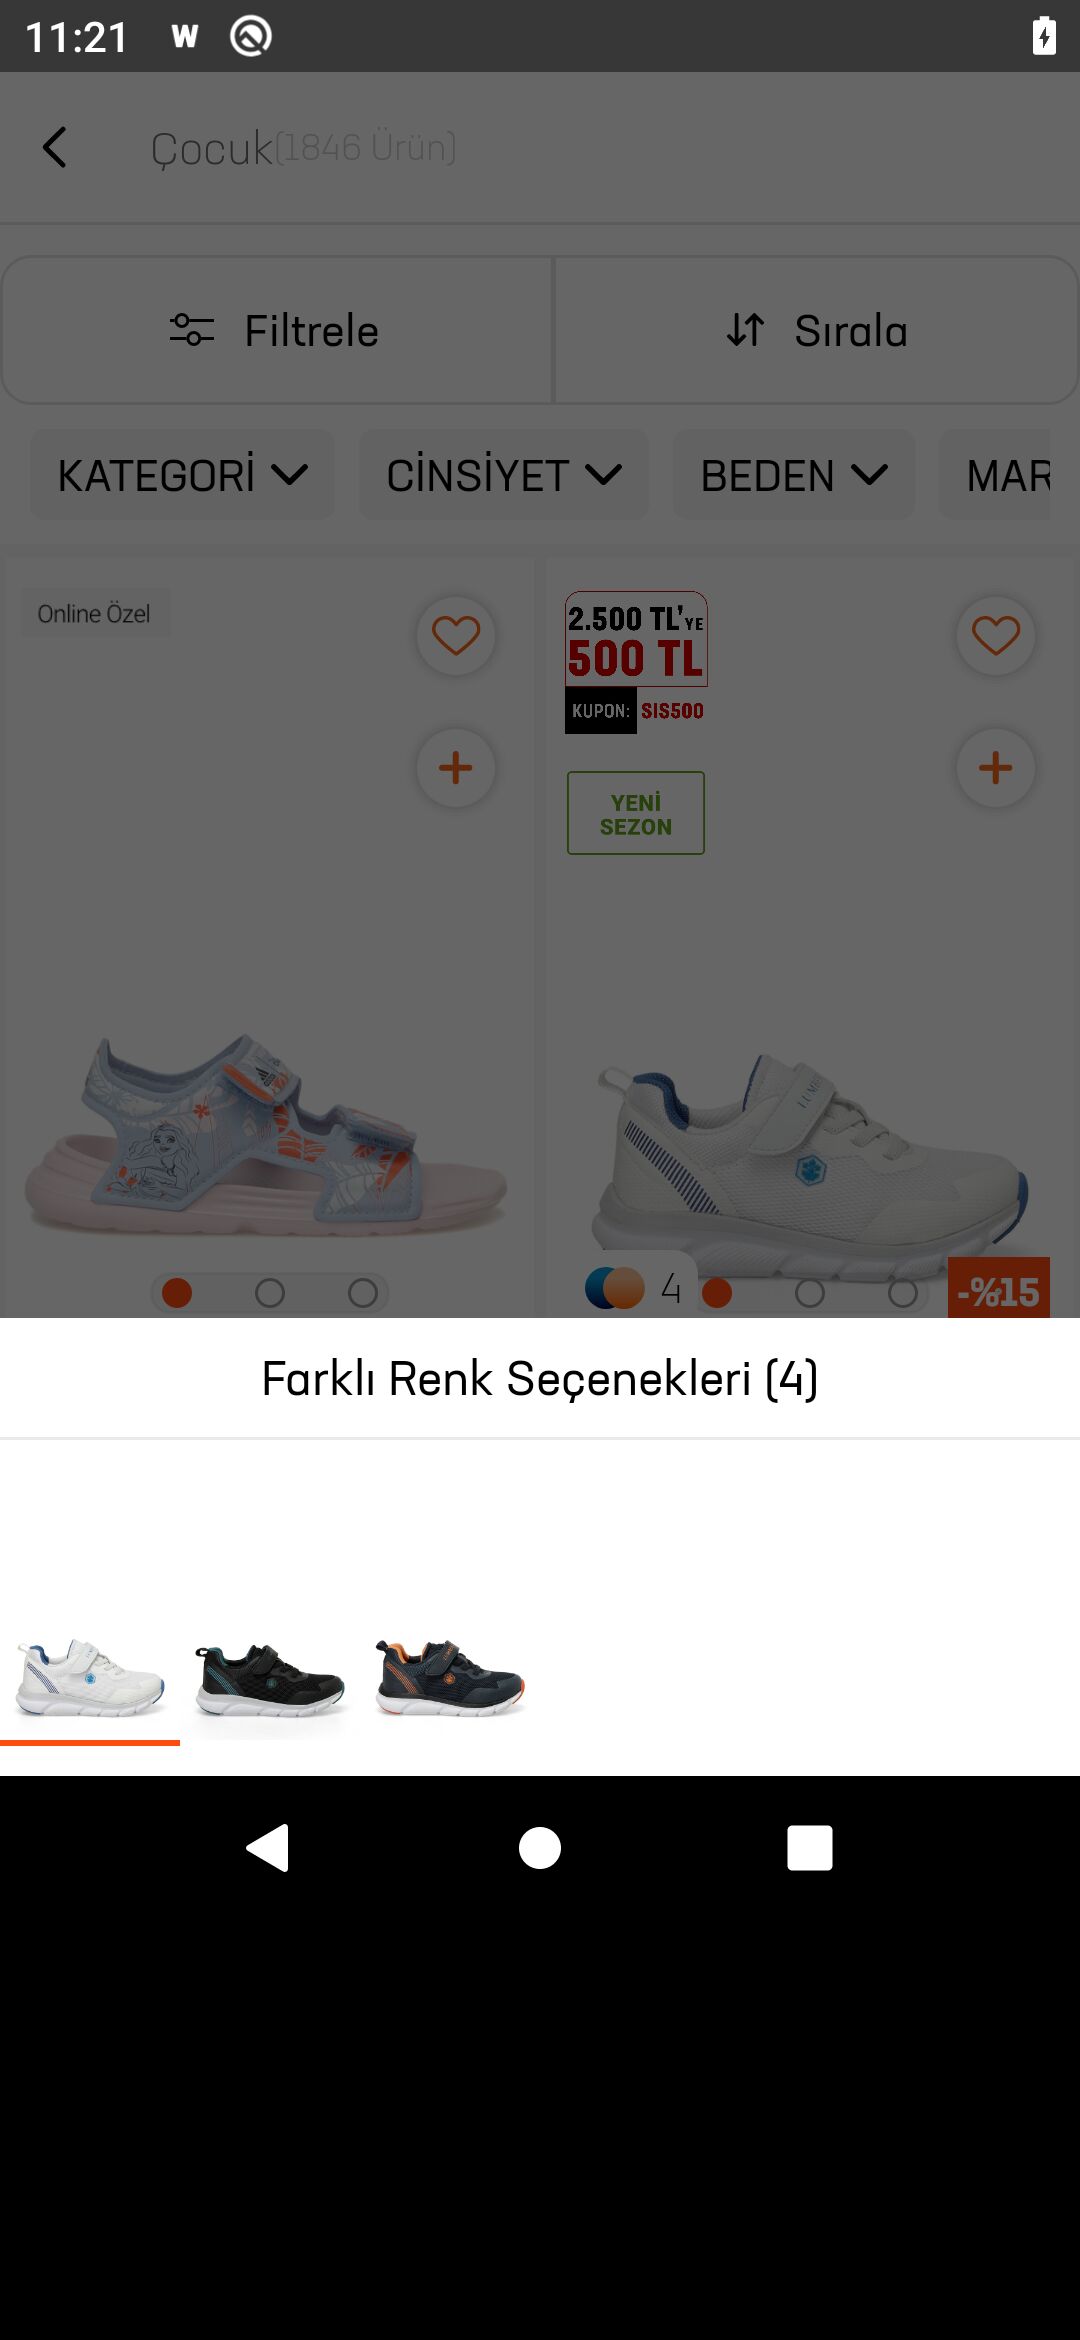 11:21
Çocuk(1846 Ürün)
Filtrele
Sırala
KATEGORİ
CİNSİYET
BEDEN
MAR
Online Özel
2.500 TL'YE
500 TL
KUPON: SIS500
YENİ
SEZON
4
-%15
Farklı Renk Seçenekleri (4)